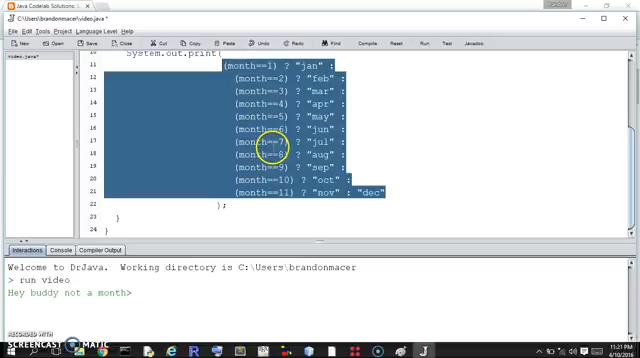 Java Codelab Solutions: B
Brandon
C:\Users\brandonmacer\video.java *
File Edit Tools Project Language Level Help
New Open Save Close Cut Copy Paste Undo Redo Find Compile Reset Run Test Javadoc
video.java*
10 System.out.print(
11 (month==1) ? "jan" :
12 (month==2) ? "feb" :
13 (month==3) ? "mar" :
14 (month==4) ? "apr" :
15 (month==5) ? "may" :
16 (month==6) ? "jun" :
17 (month==7) ? "jul" :
18 (month==8) ? "aug" :
19 (month==9) ? "sep" :
20 (month==10) ? "oct" :
21 (month==11) ? "nov" : "dec"
22 );
23 }
24 }
Interactions Console Compiler Output
Welcome to DrJava. Working directory is C:\Users\brandonmacer
> run video
Hey buddy not a month>
RECORDED WITH
SCREENCAST MATIC
11:21 PM
4/10/2016